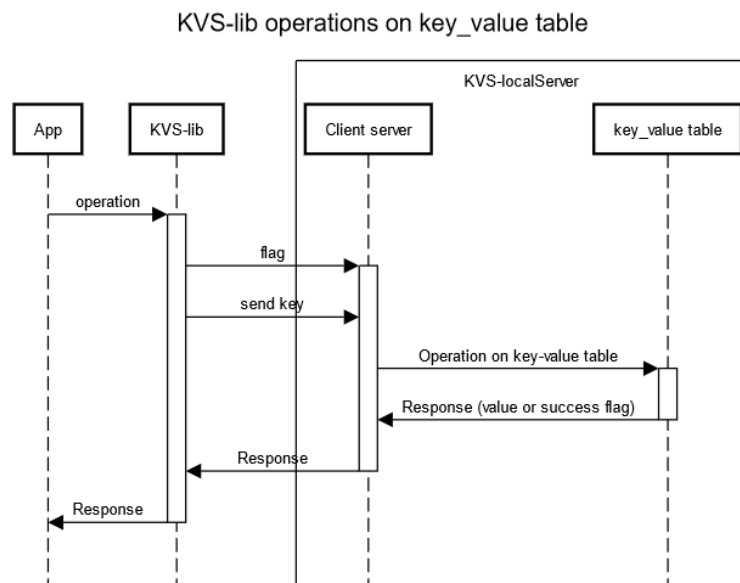 KVS-lib operations on key_value table
KVS-localServer
App
KVS-lib
Client server
key_value table
operation
flag
send key
Operation on key-value table
Response (value or success flag)
Response
Response